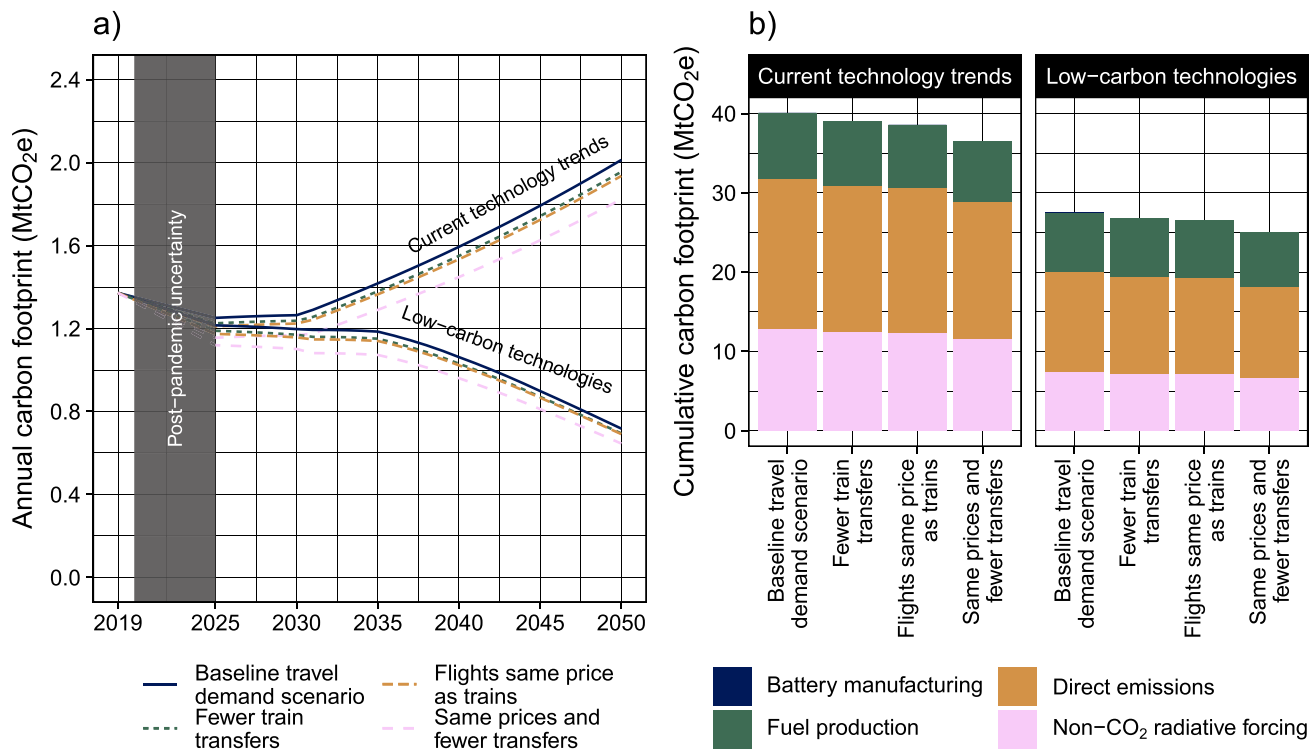 a)
Annual carbon footprint (MtCO₂e)
2.4
2.0
1.6
1.2
0.8
0.4
0.0
Post−pandemic uncertainty
Current technology trends
Low−carbon technologies
2019
2025
2030
2035
2040
2045
2050
Baseline travel
demand scenario
Fewer train
transfers
Flights same price
as trains
Same prices and
fewer transfers
b)
Cumulative carbon footprint (MtCO₂e)
Current technology trends
Low−carbon technologies
40
30
20
10
0
Baseline travel
demand scenario
Fewer train
transfers
Flights same price
as trains
Same prices and
fewer transfers
Baseline travel
demand scenario
Fewer train
transfers
Flights same price
as trains
Same prices and
fewer transfers
Battery manufacturing
Fuel production
Direct emissions
Non−CO₂ radiative forcing